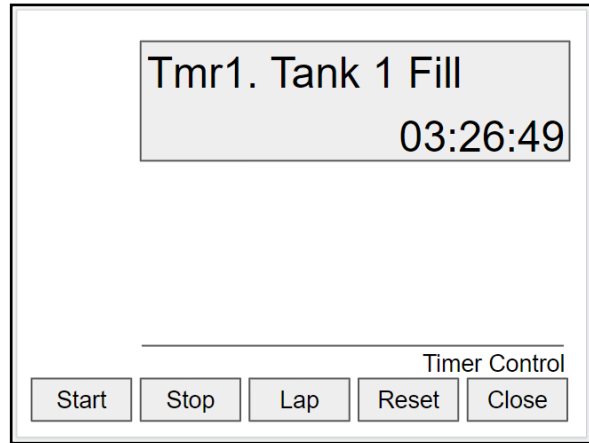 Tmr1. Tank 1 Fill
03:26:49
Timer Control
Start Stop Lap Reset Close